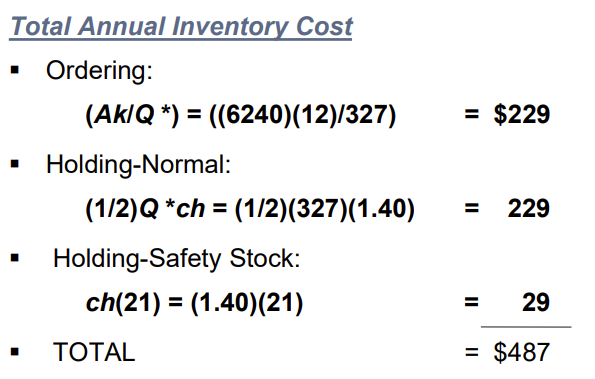 Total Annual Inventory Cost
▪ Ordering:
(Ak/Q *) = ((6240)(12)/327) = $229
▪ Holding-Normal:
(1/2)Q *ch = (1/2)(327)(1.40) = 229
▪ Holding-Safety Stock:
ch(21) = (1.40)(21) = 29
▪ TOTAL = $487